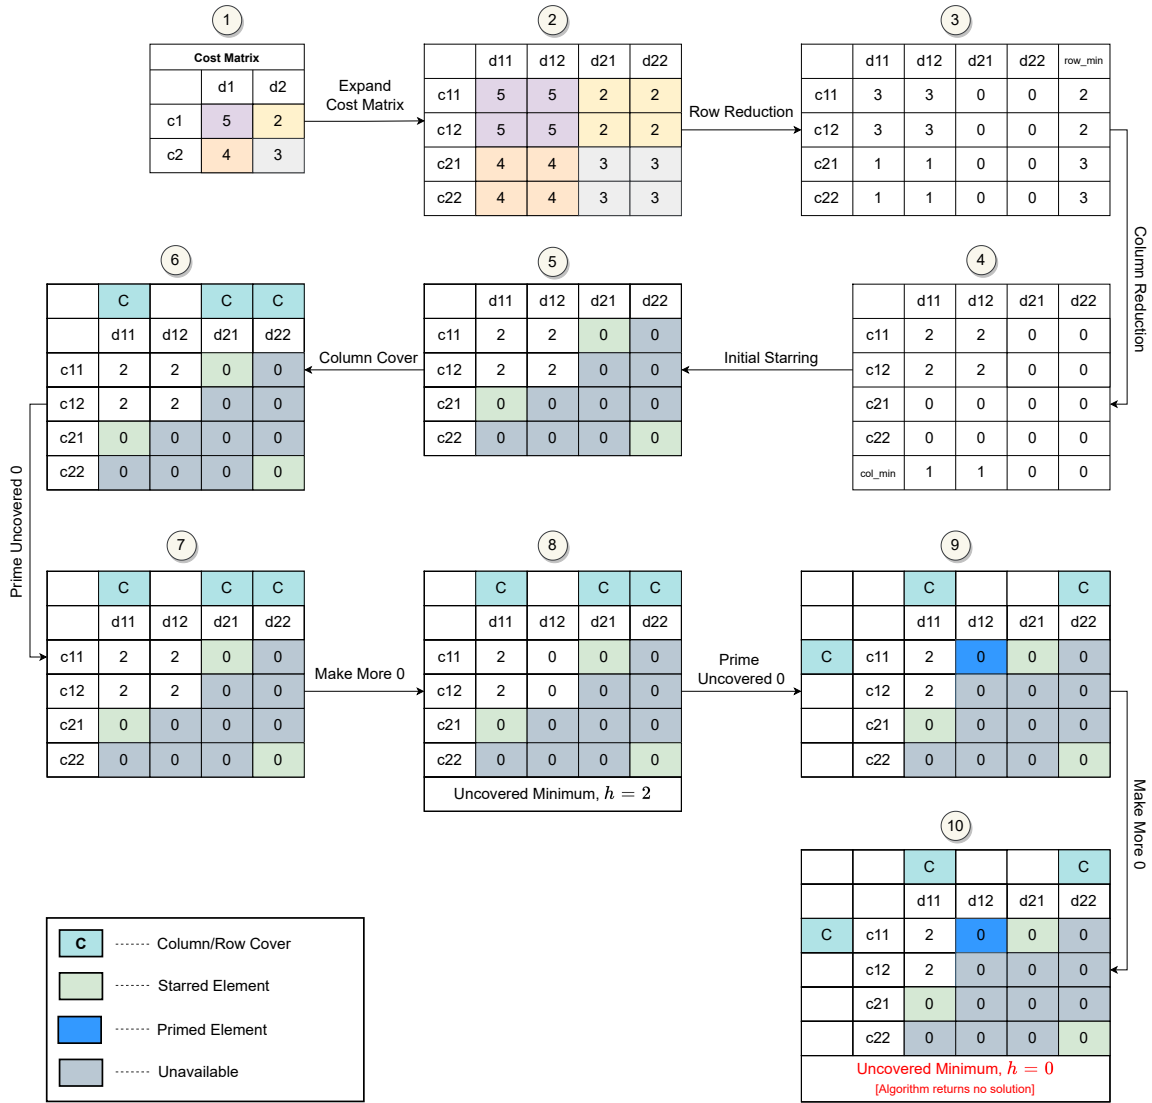 1
Cost Matrix
d1 d2
c1 5 2
c2 4 3
Expand
Cost Matrix
2
d11 d12 d21 d22
c11 5 5 2 2
c12 5 5 2 2
c21 4 4 3 3
c22 4 4 3 3
Row Reduction
3
d11 d12 d21 d22 row_min
c11 3 3 0 0 2
c12 3 3 0 0 2
c21 1 1 0 0 3
c22 1 1 0 0 3
Column Reduction
4
d11 d12 d21 d22
c11 2 2 0 0
c12 2 2 0 0
c21 0 0 0 0
c22 0 0 0 0
col_min 1 1 0 0
Initial Starring
5
d11 d12 d21 d22
c11 2 2 0 0
c12 2 2 0 0
c21 0 0 0 0
c22 0 0 0 0
Column Cover
6
C C C
d11 d12 d21 d22
c11 2 2 0 0
c12 2 2 0 0
c21 0 0 0 0
c22 0 0 0 0
Prime Uncovered 0
7
C C C
d11 d12 d21 d22
c11 2 2 0 0
c12 2 2 0 0
c21 0 0 0 0
c22 0 0 0 0
Make More 0
8
C C C
d11 d12 d21 d22
c11 2 0 0 0
c12 2 0 0 0
c21 0 0 0 0
c22 0 0 0 0
Uncovered Minimum, h = 2
Prime
Uncovered 0
9
C C
d11 d12 d21 d22
C c11 2 0 0 0
c12 2 0 0 0
c21 0 0 0 0
c22 0 0 0 0
Make More 0
10
C C
d11 d12 d21 d22
C c11 2 0 0 0
c12 2 0 0 0
c21 0 0 0 0
c22 0 0 0 0
Uncovered Minimum, h = 0
[Algorithm returns no solution]
C Column/Row Cover
Starred Element
Primed Element
Unavailable